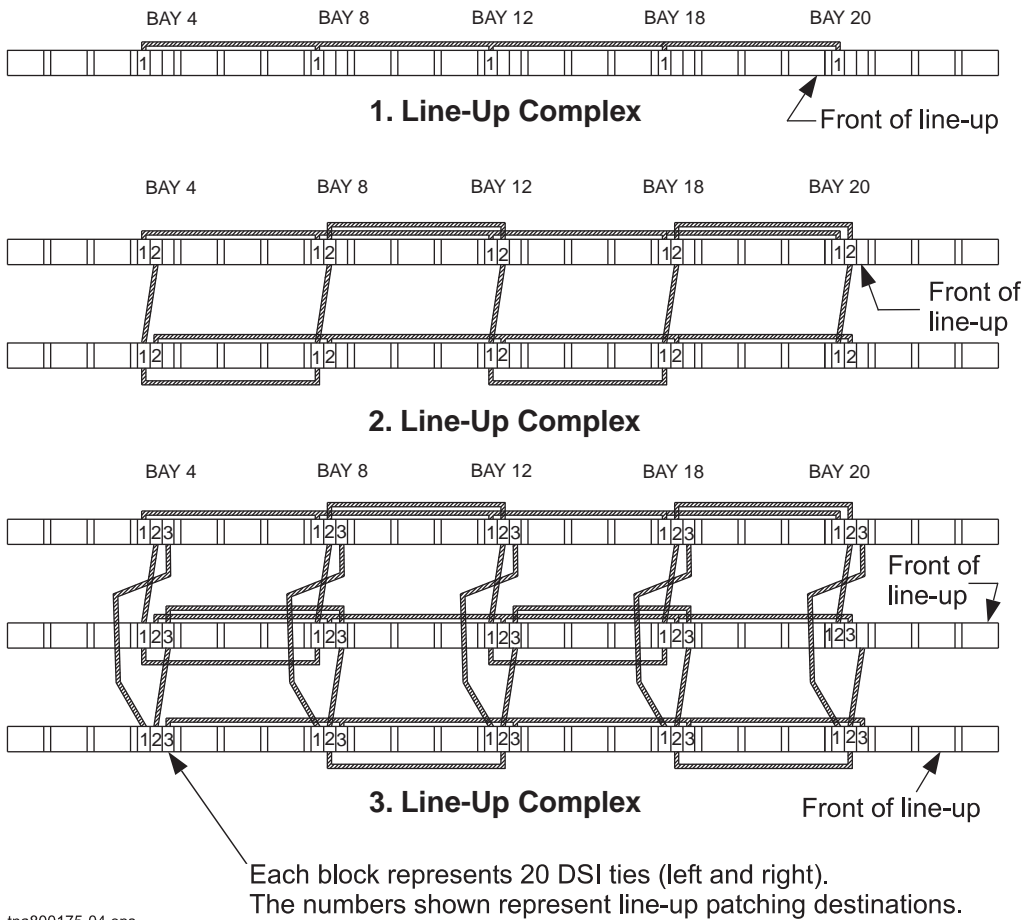 BAY 4 BAY 8 BAY 12 BAY 18 BAY 20
1 1 1 1 1
1. Line-Up Complex
Front of line-up
BAY 4 BAY 8 BAY 12 BAY 18 BAY 20
12 12 12 12 12
Front of
line-up
12 12 12 12 12
2. Line-Up Complex
BAY 4 BAY 8 BAY 12 BAY 18 BAY 20
123 123 123 123 123
Front of
line-up
123 123 123 123 123
123 123 123 123 123
3. Line-Up Complex
Front of line-up
Each block represents 20 DSI ties (left and right).
The numbers shown represent line-up patching destinations.